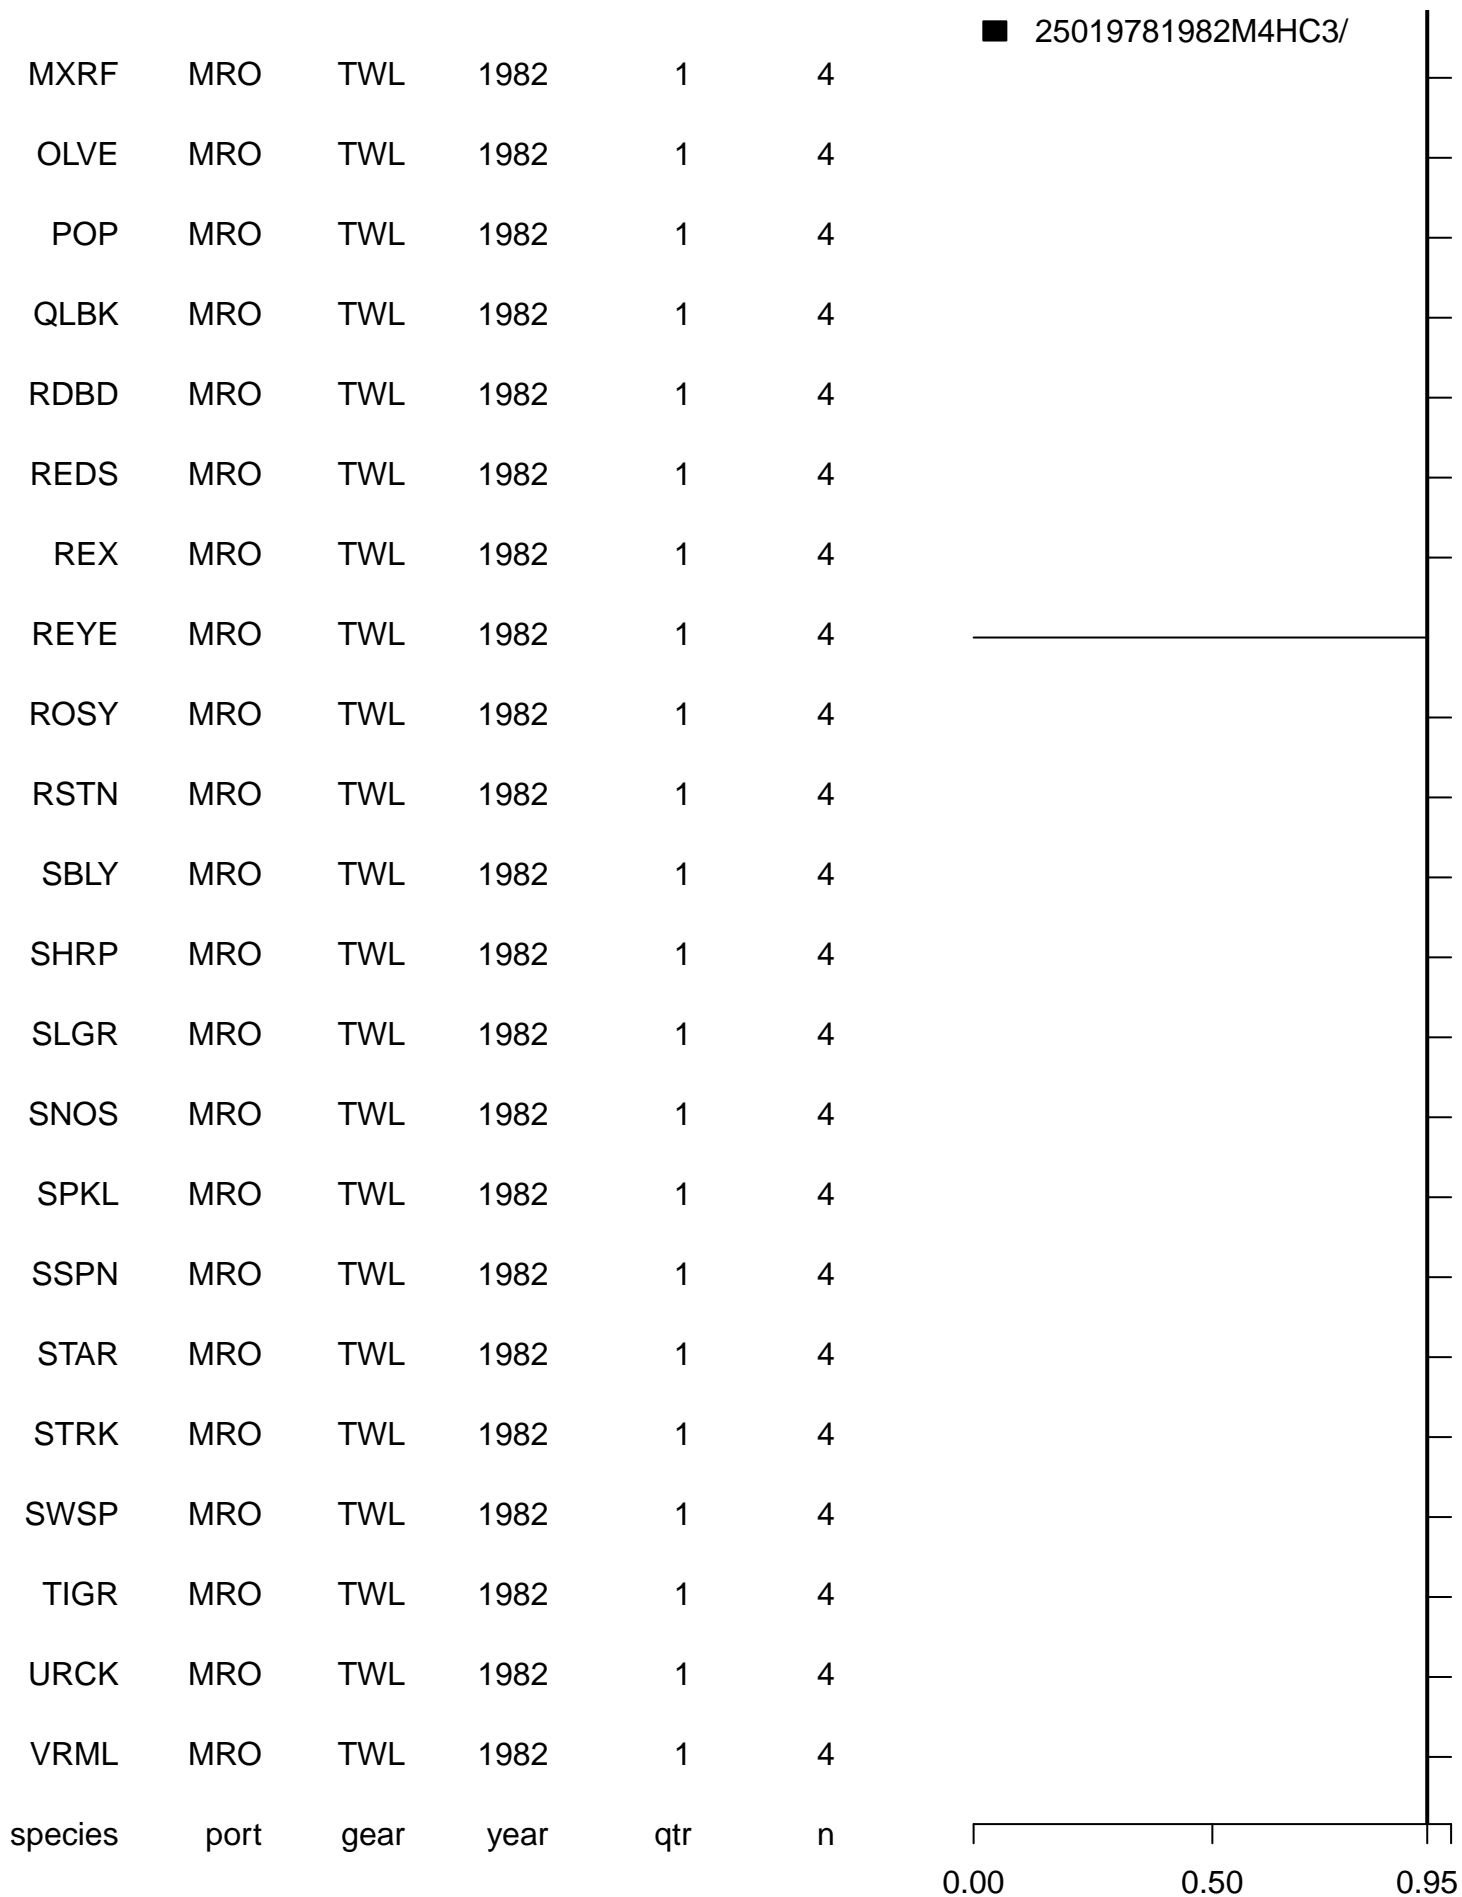 25019781982M4HC3/
MXRF MRO TWL 1982 1 4
OLVE MRO TWL 1982 1 4
POP MRO TWL 1982 1 4
QLBK MRO TWL 1982 1 4
RDBD MRO TWL 1982 1 4
REDS MRO TWL 1982 1 4
REX MRO TWL 1982 1 4
REYE MRO TWL 1982 1 4
ROSY MRO TWL 1982 1 4
RSTN MRO TWL 1982 1 4
SBLY MRO TWL 1982 1 4
SHRP MRO TWL 1982 1 4
SLGR MRO TWL 1982 1 4
SNOS MRO TWL 1982 1 4
SPKL MRO TWL 1982 1 4
SSPN MRO TWL 1982 1 4
STAR MRO TWL 1982 1 4
STRK MRO TWL 1982 1 4
SWSP MRO TWL 1982 1 4
TIGR MRO TWL 1982 1 4
URCK MRO TWL 1982 1 4
VRML MRO TWL 1982 1 4
species port gear year qtr n
0.00 0.50 0.95